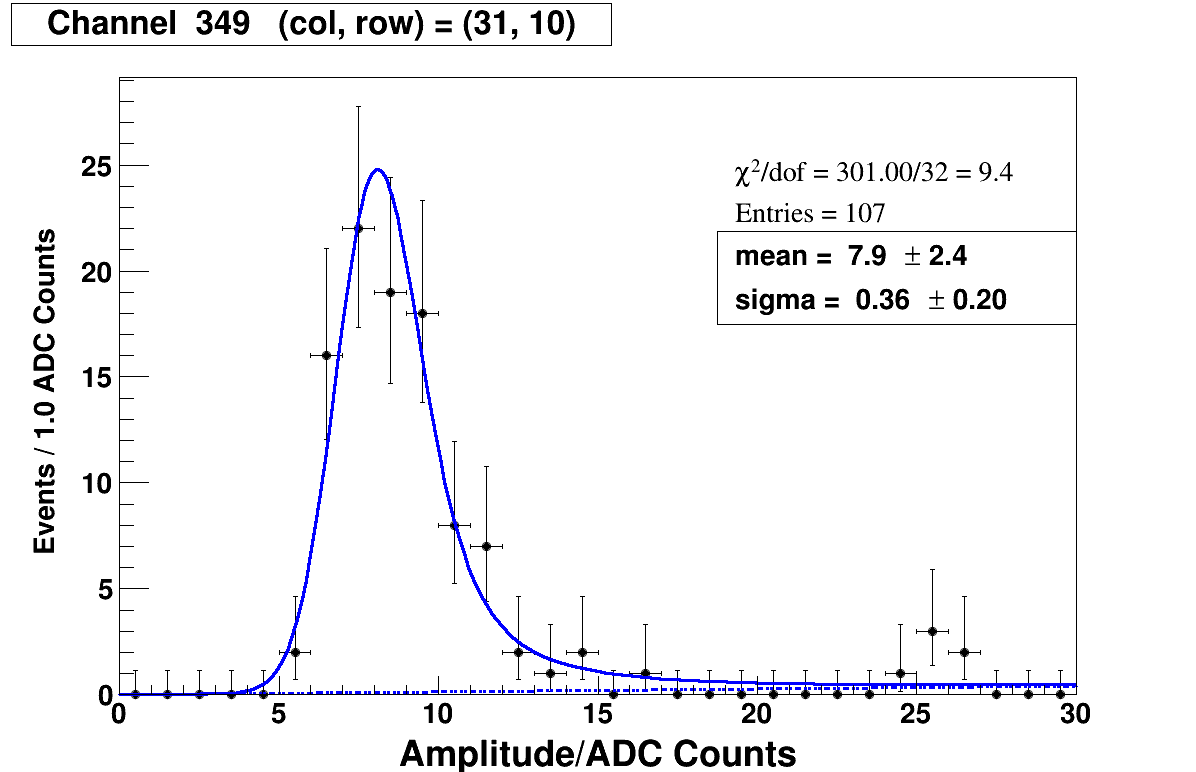 Channel 349 (col, row) = (31, 10)
χ²/dof = 301.00/32 = 9.4
Entries = 107
mean = 7.9 ± 2.4
sigma = 0.36 ± 0.20
Events / 1.0 ADC Counts
25
20
15
10
5
0
0 5 10 15 20 25 30
Amplitude/ADC Counts